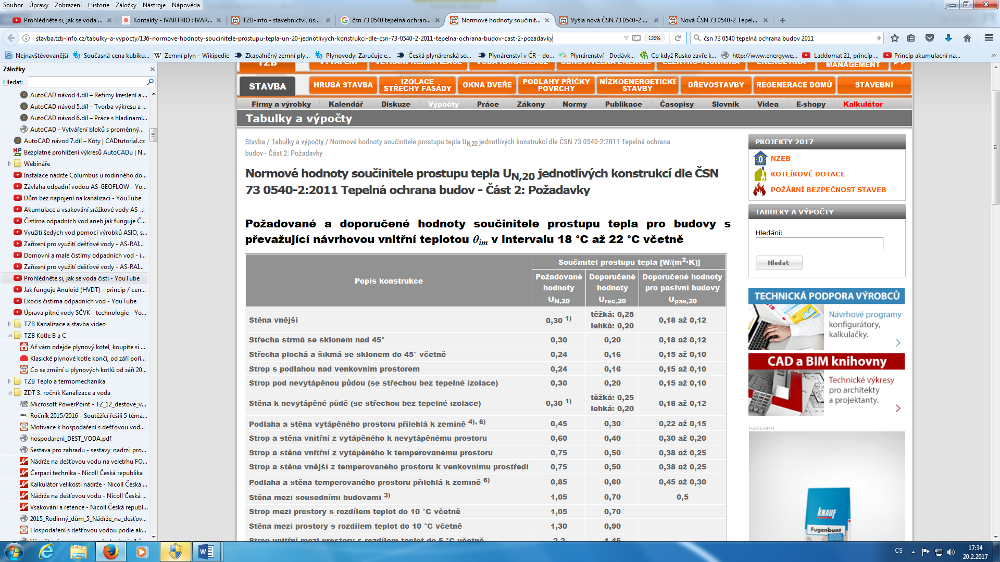 Soubor Úpravy Zobrazení Historie Záložky Nástroje Nápověda
Prohlédněte si, jak se voda ... Kontakty - IVARTRIO : IVAR... TZB-info - stavebnictví, ús... čsn 73 0540 tepelná ochran... Normové hodnoty součinit... Vyšla nová ČSN 73 0540-2 ... Nová ČSN 73 0540-2 Tepel...
stavba.tzb-info.cz/tabulky-a-vypocty/136-normove-hodnoty-soucinitele-prostupu-tepla-un-20-jednotlivych-konstrukci-dle-csn-73-0540-2-2011-tepelna-ochrana-budov-cast-2-pozadavky 120% čsn 73 0540 tepelná ochrana budov 2011
Nejnavštěvovanější Současná cena kubíku... Zemní plyn – Wikipedie Zkapalněný zemní ply... Plynovody: Zaručuje e... Česká plynárenská so... Plynárenství v ČR – do... Plynárenství - Dodávk... Co když Rusko zavře k... http://www.energywe... Laddomat 21, princip ... Princip akumulacní na... »
Záložky
Hledat:
AutoCAD návod 4.díl – Režimy kreslení a ...
AutoCAD návod 5.díl – Tvorba výkresu a ...
AutoCAD návod 6.díl – Práce s hladinami...
AutoCAD - Vytváření bloků s proměnný...
AutoCAD návod 7.díl – Kóty | CADtutorial.cz
Bezplatné prohlížení výkresů AutoCADu | N...
Webináře
Instalace nádrže Columbus u rodinného do...
Závlaha odpadní vodou AS-GEOFLOW - Yo...
Dům bez napojení na kanalizaci - YouTube
Akumulace a vsakování srážkové vody AS-...
Čistírna odpadních vod aneb jak funguje Č...
Využití šedých vod pomocí výrobků ASIO, s...
Zařízení pro využití dešťové vody - AS-RAI...
Domovní a malé čistírny odpadních vod - i...
Zařízení pro využití dešťové vody - AS-RAI...
Prohlédněte si, jak se voda čistí - YouTube
Jak funguje Anuloid (HVDT) - princip / cen...
Ekocis čistírna odpadních vod - YouTube
Úprava pitné vody SČVK - technologie - Yo...
TZB Kanalizace a stavba video
TZB Kotle B a C
Až vám odejde plynový kotel, koupíte si ...
Klasické plynové kotle končí, od září poří...
Co se změní u plynových kotlů od září 20...
TZB Teplo a termomechanika
ZDT 3. ročník Kanalizace a voda
Microsoft PowerPoint - TZ_12_destove_v...
Ročník 2015/2016 - Soutěžící řešili 5 téma...
Motivace k hospodaření s dešťovou vod...
hospodareni_DEST_VODA.pdf
Sestava pro zahradu - sestavy_nadrzi_pro...
Nádrže na dešťovou vodu na veletrhu FO...
Čerpací technika - Nicoll Česká republika
Kalkulátor velikosti nádrže - Nicoll Česká ...
Nádrže na dešťovou vodu - Nicoll Česká ...
Vsakování a retence - Nicoll Česká republ...
2015_Rodinný_dům_5_Nádrže_na_dešťov...
Hospodaření s dešťovou vodou podle ak...
MANAGEMENT
STAVBA HRUBÁ STAVBA IZOLACE STŘECHY FASÁDY OKNA DVEŘE PODLAHY PŘÍČKY POVRCHY NÍZKOENERGETICKÉ STAVBY DŘEVOSTAVBY REGENERACE DOMŮ STAVEBNÍ
Firmy a výrobky Kalendář Diskuze Výpočty Práce Zákony Normy Publikace Časopisy Slovník Videa E-shopy Kalkulátor
Tabulky a výpočty
Stavba / Tabulky a výpočty / Normové hodnoty součinitele prostupu tepla UN,20 jednotlivých konstrukcí dle ČSN 73 0540-2:2011 Tepelná ochrana
budov - Část 2: Požadavky
Normové hodnoty součinitele prostupu tepla UN,20 jednotlivých konstrukcí dle ČSN
73 0540-2:2011 Tepelná ochrana budov - Část 2: Požadavky
Požadované a doporučené hodnoty součinitele prostupu tepla pro budovy s
převažující návrhovou vnitřní teplotou θim v intervalu 18 °C až 22 °C včetně
Popis konstrukce
Součinitel prostupu tepla [W/(m2·K)]
Požadované hodnoty UN,20
Doporučené hodnoty Urec,20
Doporučené hodnoty pro pasivní budovy Upas,20
Stěna vnější 0,30 1) těžká: 0,25 lehká: 0,20 0,18 až 0,12
Střecha strmá se sklonem nad 45° 0,30 0,20 0,18 až 0,12
Střecha plochá a šikmá se sklonem do 45° včetně 0,24 0,16 0,15 až 0,10
Strop s podlahou nad venkovním prostorem 0,24 0,16 0,15 až 0,10
Strop pod nevytápěnou půdou (se střechou bez tepelné izolace) 0,30 0,20 0,15 až 0,10
Stěna k nevytápěné půdě (se střechou bez tepelné izolace) 0,30 1) těžká: 0,25 lehká: 0,20 0,18 až 0,12
Podlaha a stěna vytápěného prostoru přilehlá k zemině 4), 6) 0,45 0,30 0,22 až 0,15
Strop a stěna vnitřní z vytápěného k nevytápěnému prostoru 0,60 0,40 0,30 až 0,20
Strop a stěna vnitřní z vytápěného k temperovanému prostoru 0,75 0,50 0,38 až 0,25
Strop a stěna vnější z temperovaného prostoru k venkovnímu prostředí 0,75 0,50 0,38 až 0,25
Podlaha a stěna temperovaného prostoru přilehlá k zemině 6) 0,85 0,60 0,45 až 0,30
Stěna mezi sousedními budovami 3) 1,05 0,70 0,5
Strop mezi prostory s rozdílem teplot do 10 °C včetně 1,05 0,70
Stěna mezi prostory s rozdílem teplot do 10 °C včetně 1,30 0,90
Strop vnitřní mezi prostory s rozdílem teplot do 5 °C včetně 2,2 1,45
PROJEKTY 2017
NZEB
KOTLÍKOVÉ DOTACE
POŽÁRNÍ BEZPEČNOST STAVEB
TABULKY A VÝPOČTY
Hledání:
Hledat
TECHNICKÁ PODPORA VÝROBCŮ
Návrhové programy
konfigurátory,
kalkulačky.
CAD a BIM knihovny
Technické výkresy
pro architekty
a projektanty.
REKLAMA
KNAUF
Fugenbunt
CS 17:34
20.2.2017